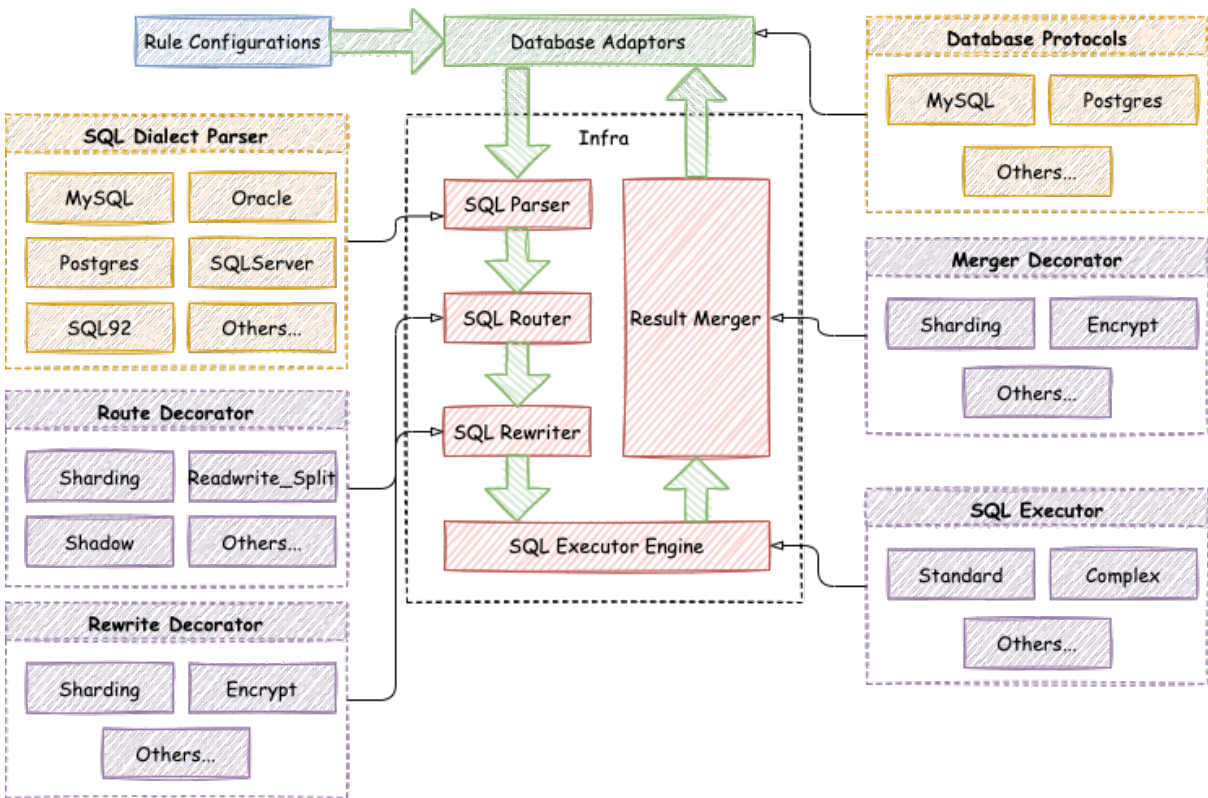 Rule Configurations
Database Adaptors
Database Protocols
MySQL
Postgres
Others...
SQL Dialect Parser
MySQL
Oracle
Postgres
SQLServer
SQL92
Others...
Infra
SQL Parser
SQL Router
SQL Rewriter
Result Merger
SQL Executor Engine
Merger Decorator
Sharding
Encrypt
Others...
Route Decorator
Sharding
Readwrite_Split
Shadow
Others...
SQL Executor
Standard
Complex
Others...
Rewrite Decorator
Sharding
Encrypt
Others...